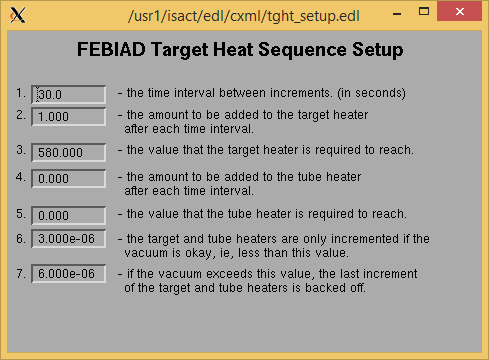 /usr1/isact/edl/cxml/tght_setup.edl
FEBIAD Target Heat Sequence Setup
1. 30.0 - the time interval between increments. (in seconds)
2. 1.000 - the amount to be added to the target heater
after each time interval.
3. 580.000 - the value that the target heater is required to reach.
4. 0.000 - the amount to be added to the tube heater
after each time interval.
5. 0.000 - the value that the tube heater is required to reach.
6. 3.000e-06 - the target and tube heaters are only incremented if the
vacuum is okay, ie, less than this value.
7. 6.000e-06 - if the vacuum exceeds this value, the last increment
of the target and tube heaters is backed off.